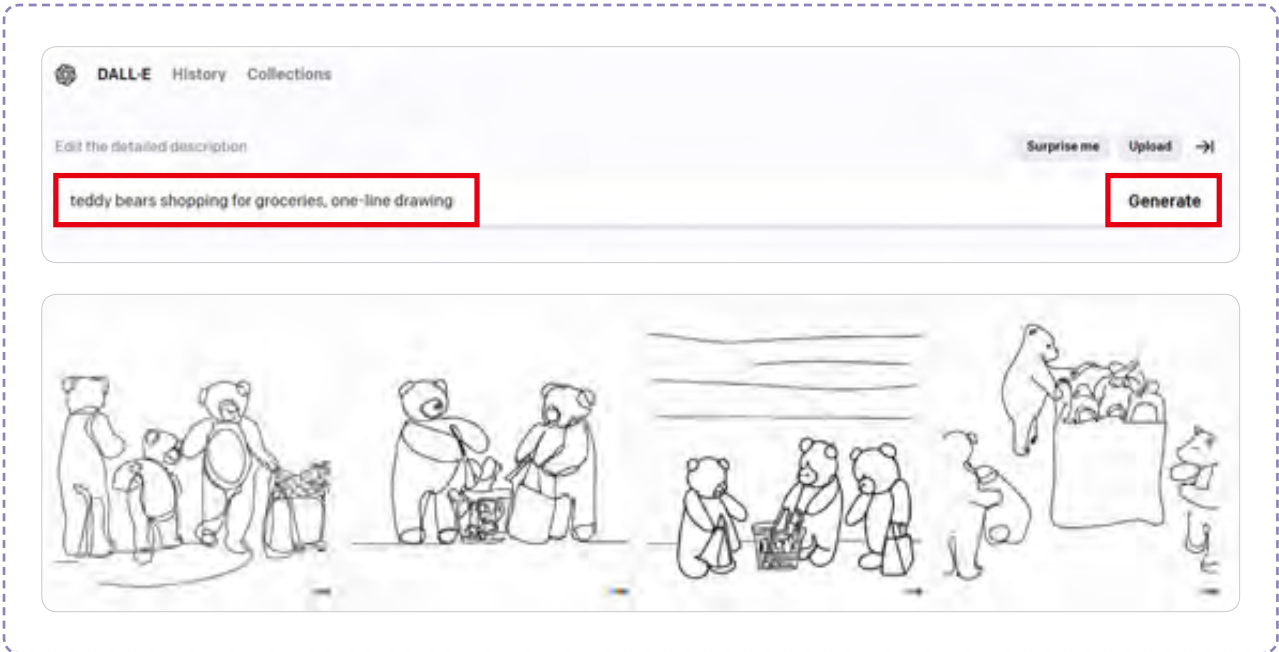 DALL·E History Collections
Edit the detailed description
Surprise me Upload
teddy bears shopping for groceries, one-line drawing
Generate